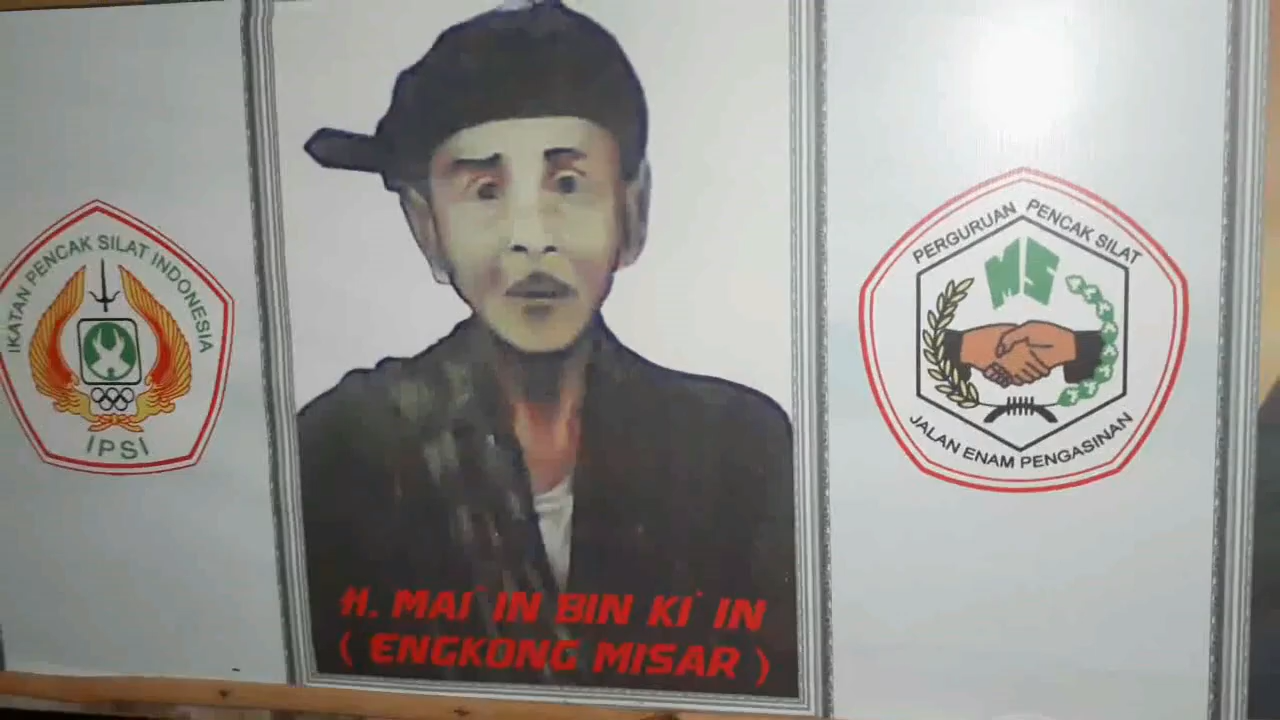 IKATAN PENCAK SILAT INDONESIA
IPSI
H. MAI`IN BIN KI`IN
( ENGKONG MISAR )
PERGURUAN PENCAK SILAT
MS
JALAN ENAM PENGASINAN